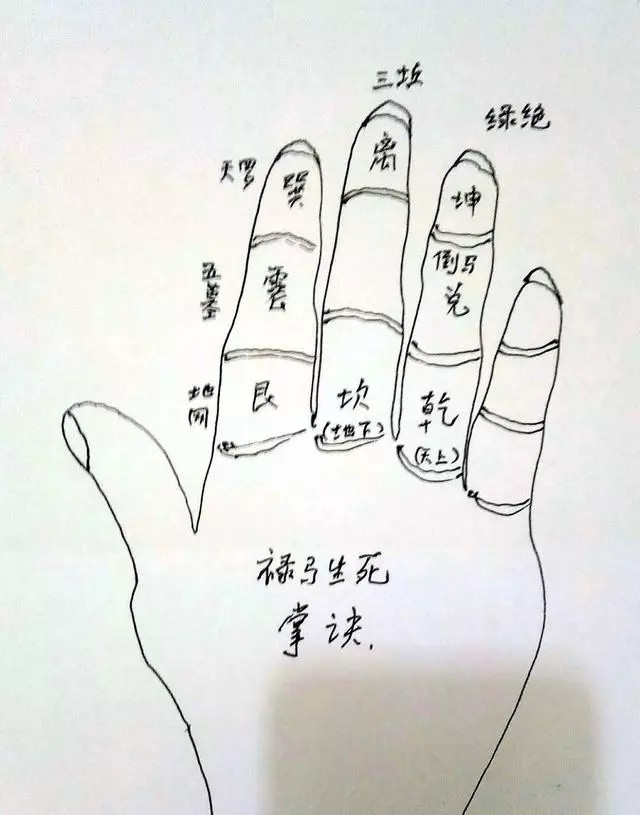 三坵
绿绝
天罗
巽
离
坤
五墓
震
倒马
兑
地网
艮
坎
(地下)
乾
(天上)
禄马生死
掌诀.